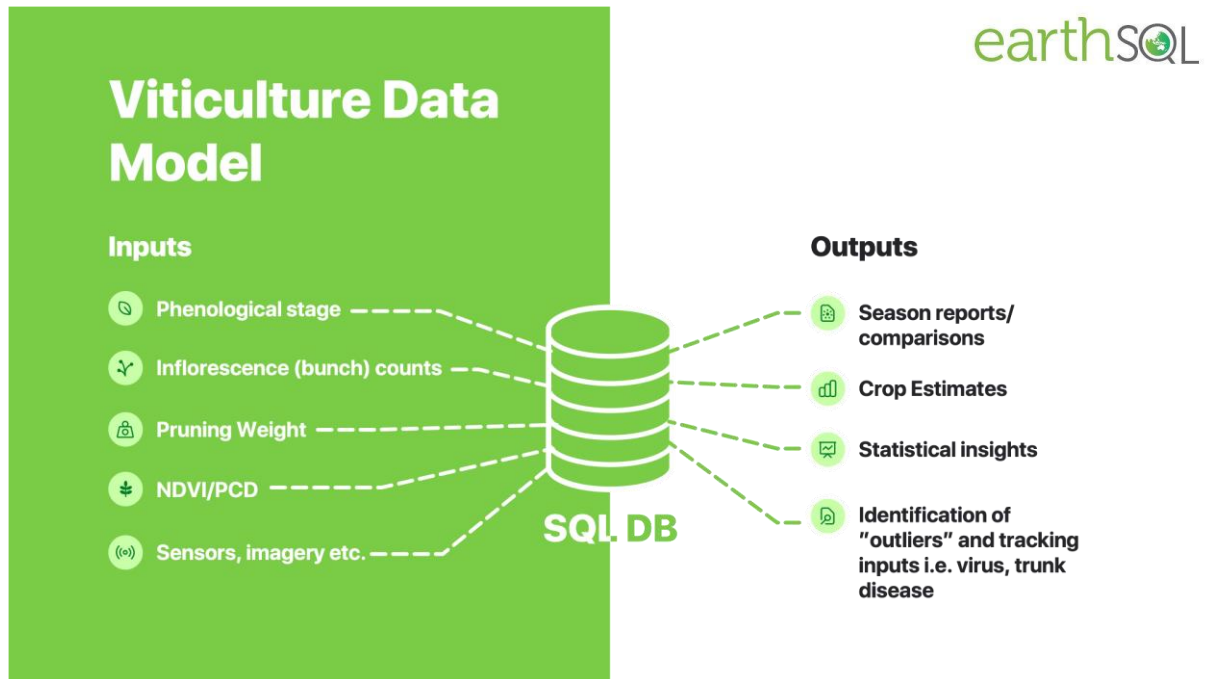 earthSQL
Viticulture Data
Model
Inputs
Phenological stage
Inflorescence (bunch) counts
Pruning Weight
NDVI/PCD
Sensors, imagery etc.
SQL DB
Outputs
Season reports/
comparisons
Crop Estimates
Statistical insights
Identification of
”outliers” and tracking
inputs i.e. virus, trunk
disease